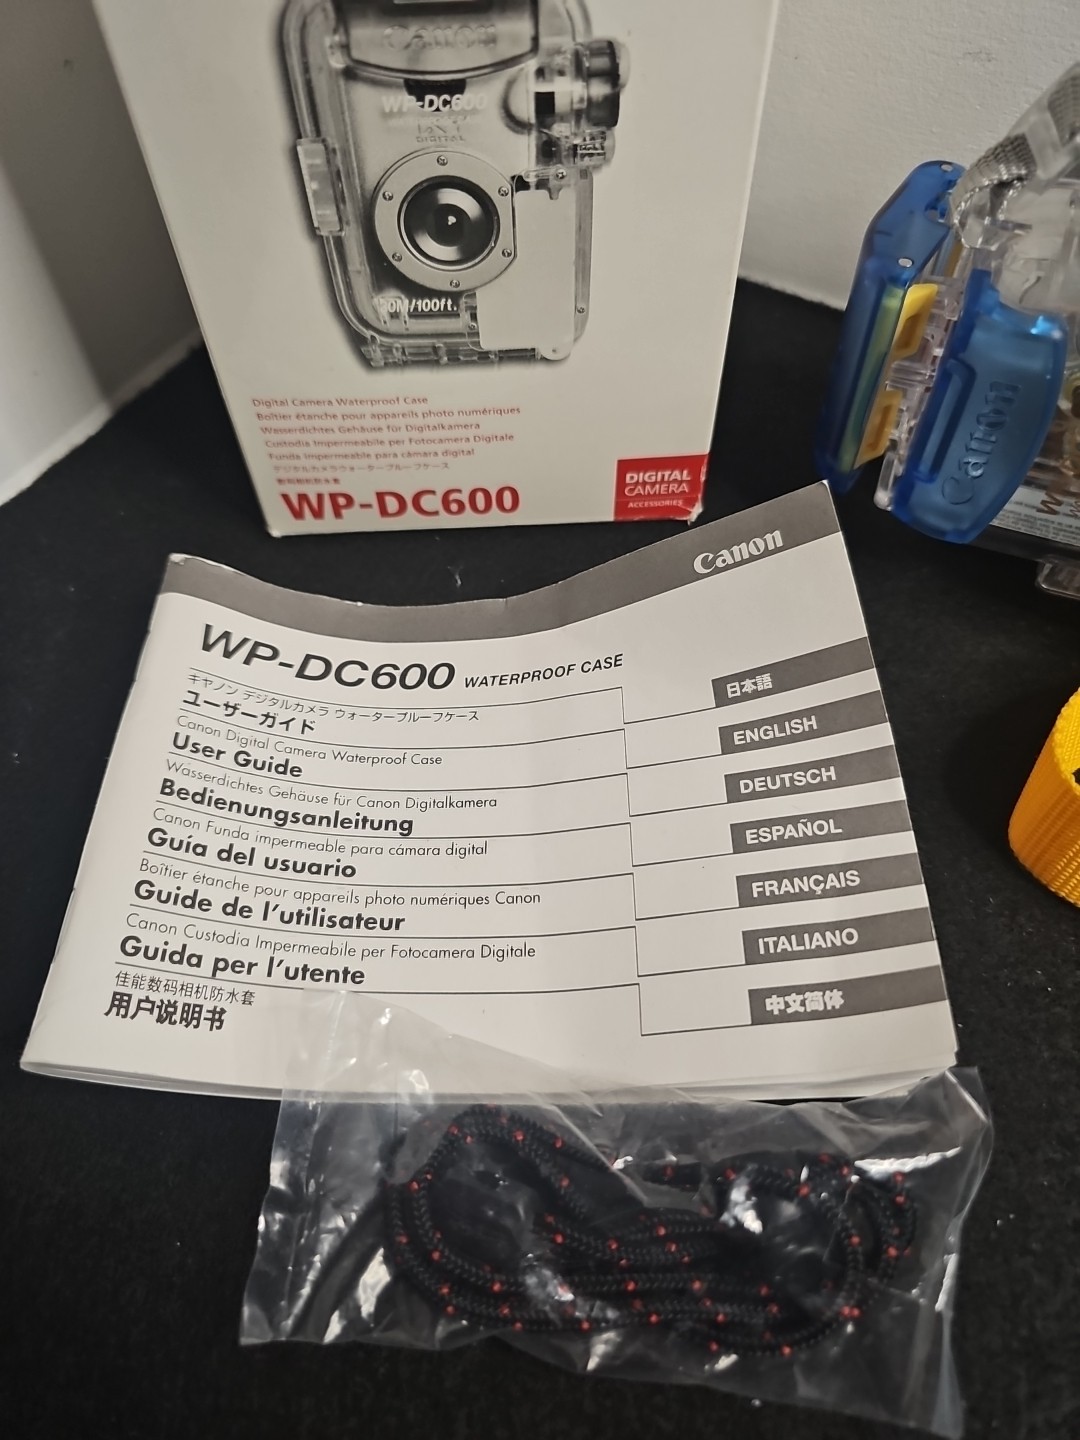 Canon
WP-DC600
DIGITAL
30M/100ft.
Digital Camera Waterproof Case
Boîtier étanche pour appareils photo numériques
Wasserdichtes Gehäuse für Digitalkamera
Custodia Impermeabile per Fotocamera Digitale
Funda impermeable para cámara digital
デジタルカメラウォータープルーフケース
WP-DC600
DIGITAL
CAMERA
ACCESSORIES
Canon
Canon
WP-DC600 WATERPROOF CASE
キヤノン デジタルカメラ ウォータープルーフケース
ユーザーガイド
日本語
Canon Digital Camera Waterproof Case
User Guide
ENGLISH
Wasserdichtes Gehäuse für Canon Digitalkamera
Bedienungsanleitung
DEUTSCH
Canon Funda impermeable para cámara digital
Guía del usuario
ESPAÑOL
Boîtier étanche pour appareils photo numériques Canon
Guide de l'utilisateur
FRANÇAIS
Canon Custodia Impermeabile per Fotocamera Digitale
Guida per l'utente
ITALIANO
佳能数码相机防水套
用户说明书
中文简体